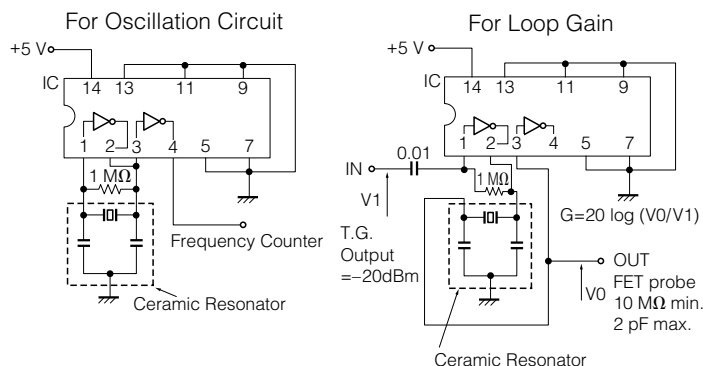 For Oscillation Circuit
+5 V
IC
14 13 11 9
1 2 3 4 5 7
1 MΩ
Frequency Counter
Ceramic Resonator
For Loop Gain
+5 V
IC
14 13 11 9
1 2 3 4 5 7
IN
0.01
V1
1 MΩ
G=20 log (V0/V1)
T.G.
Output
=−20dBm
OUT
FET probe
10 MΩ min.
2 pF max.
V0
Ceramic Resonator